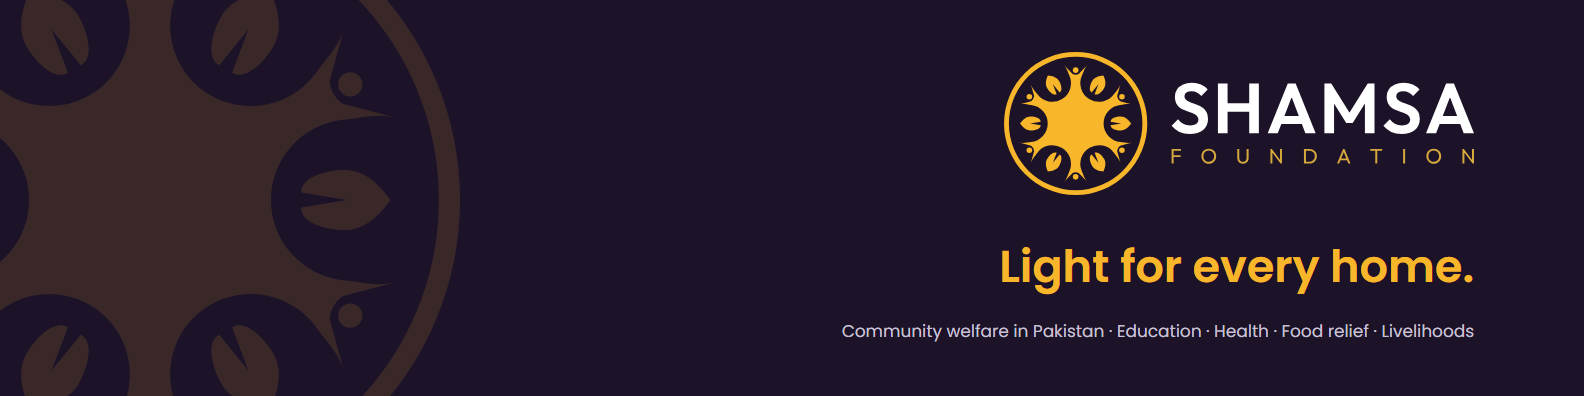 SHAMSA
FOUNDATION
Light for every home.
Community welfare in Pakistan · Education · Health · Food relief · Livelihoods